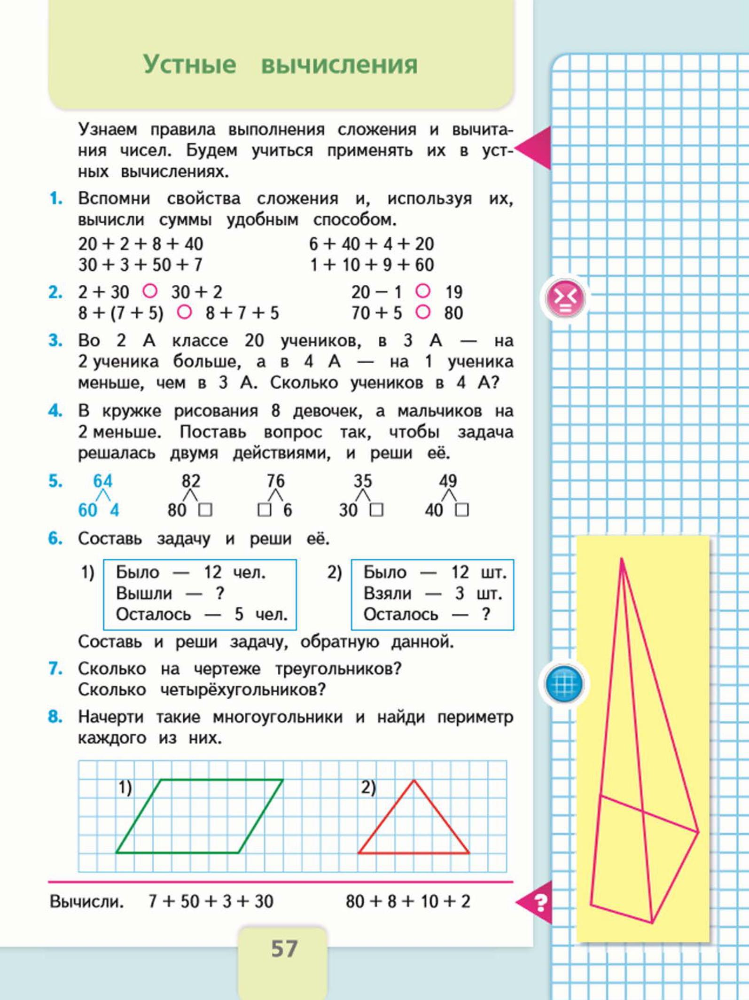 Устные вычисления
Узнаем правила выполнения сложения и вычита-
ния чисел. Будем учиться применять их в уст-
ных вычислениях.
1. Вспомни свойства сложения и, используя их,
вычисли суммы удобным способом.
20 + 2 + 8 + 40 6 + 40 + 4 + 20
30 + 3 + 50 + 7 1 + 10 + 9 + 60
2. 2 + 30 ○ 30 + 2 20 − 1 ○ 19
8 + (7 + 5) ○ 8 + 7 + 5 70 + 5 ○ 80
3. Во 2 А классе 20 учеников, в 3 А — на
2 ученика больше, а в 4 А — на 1 ученика
меньше, чем в 3 А. Сколько учеников в 4 А?
4. В кружке рисования 8 девочек, а мальчиков на
2 меньше. Поставь вопрос так, чтобы задача
решалась двумя действиями, и реши её.
5. 64 82 76 35 49
60 4 80 □ □ 6 30 □ 40 □
6. Составь задачу и реши её.
1) Было — 12 чел. 2) Было — 12 шт.
Вышли — ? Взяли — 3 шт.
Осталось — 5 чел. Осталось — ?
Составь и реши задачу, обратную данной.
7. Сколько на чертеже треугольников?
Сколько четырёхугольников?
8. Начерти такие многоугольники и найди периметр
каждого из них.
1) 2)
Вычисли. 7 + 50 + 3 + 30 80 + 8 + 10 + 2
?
57